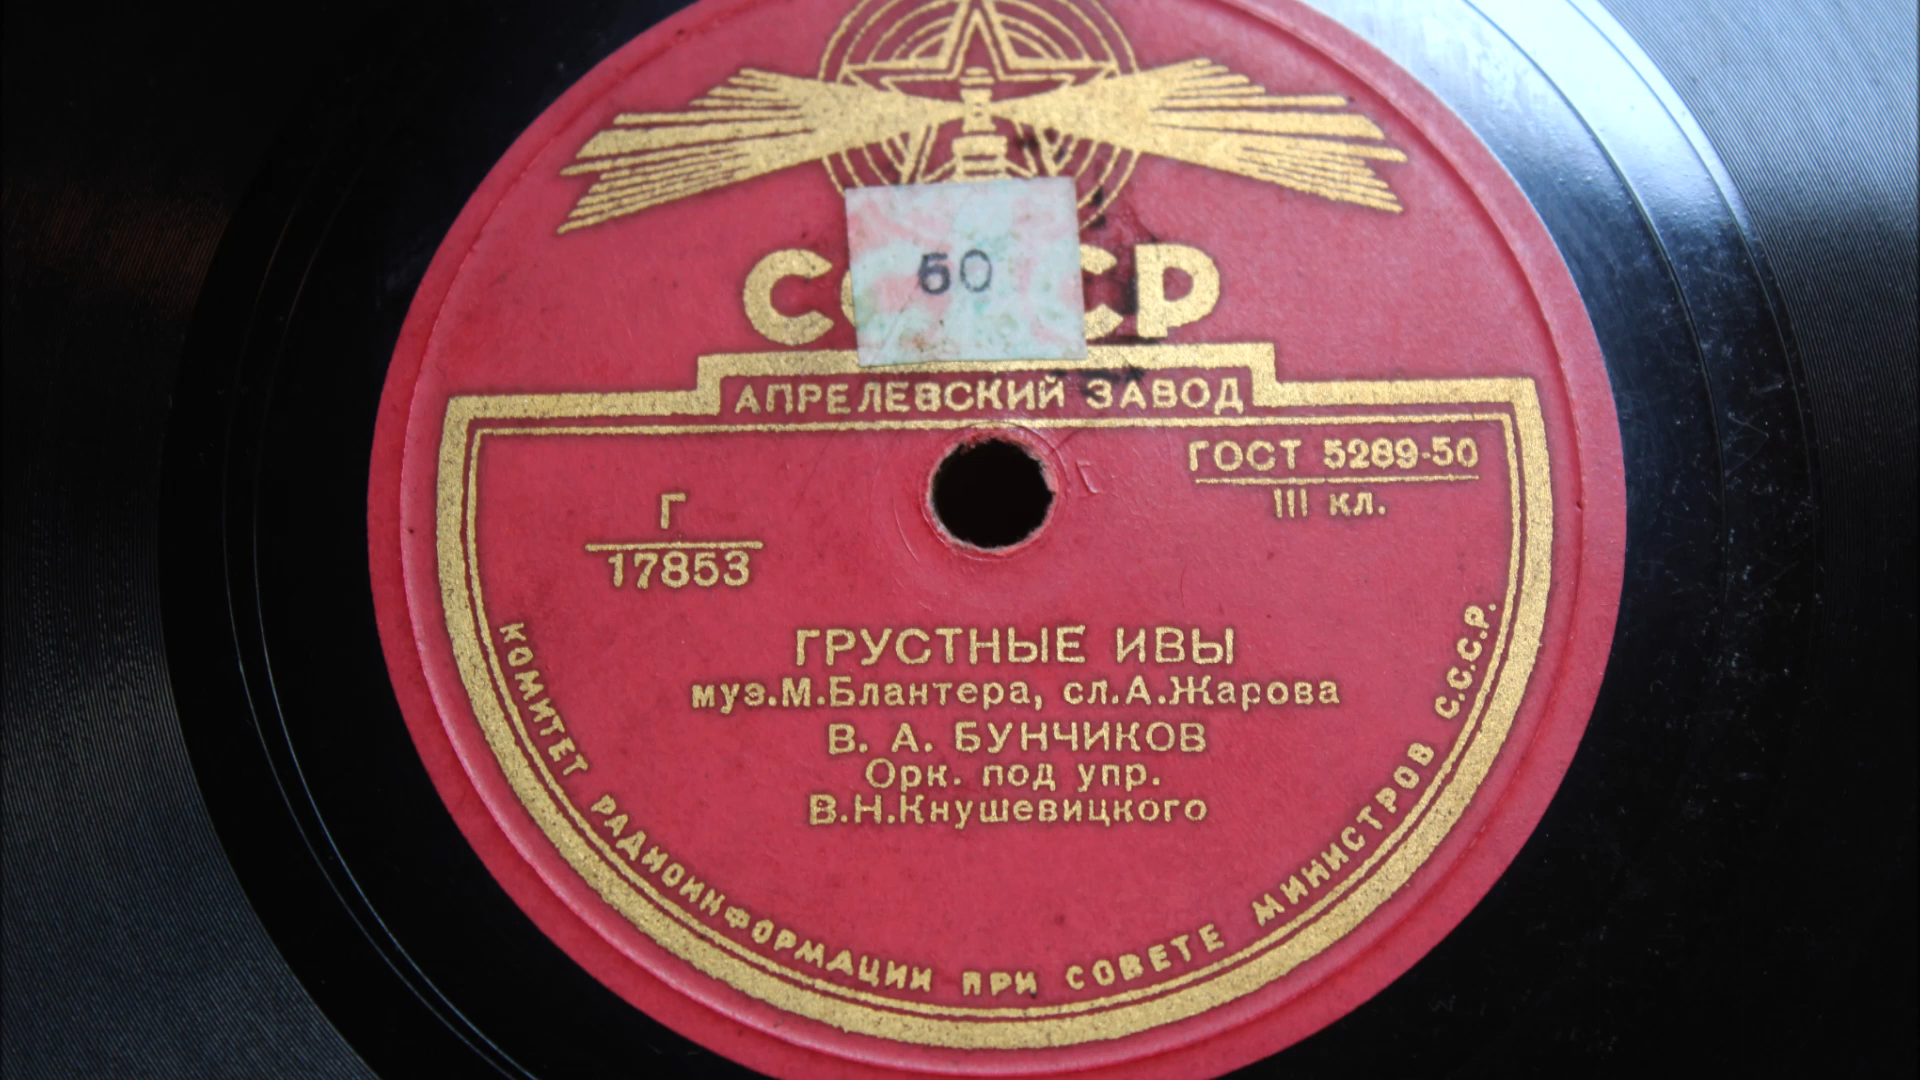 СССР
60
АПРЕЛЕВСКИЙ ЗАВОД
ГОСТ 5289-50
III кл.
Г
17853
ГРУСТНЫЕ ИВЫ
муз.М.Блантера, сл.А.Жарова
В. А. БУНЧИКОВ
Орк. под упр.
В.Н.Кнушевицкого
КОМИТЕТ РАДИОИНФОРМАЦИИ ПРИ СОВЕТЕ МИНИСТРОВ С.С.С.Р.